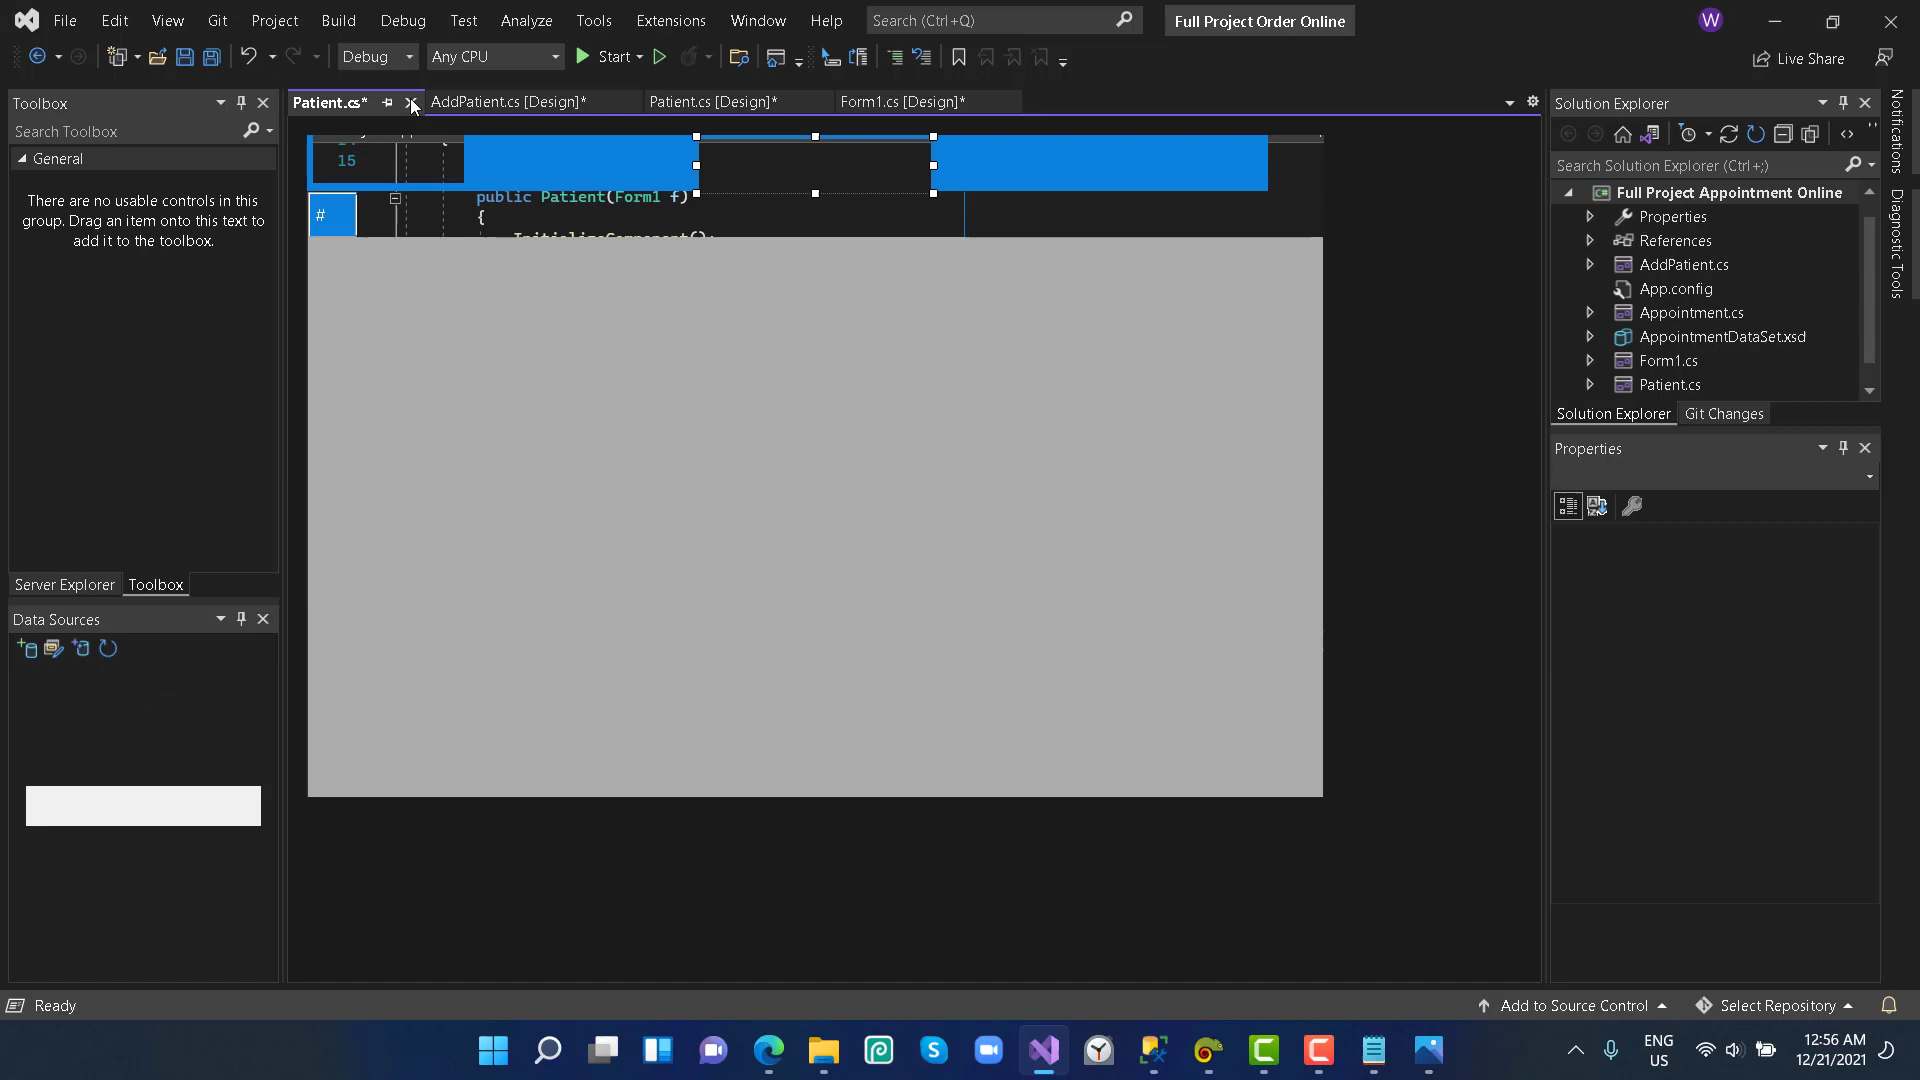 File Edit View Git Project Build Debug Test Analyze Tools Extensions Window Help Search (Ctrl+Q) Full Project Order Online W
Debug Any CPU Start Live Share
Toolbox
Search Toolbox
General
There are no usable controls in this
group. Drag an item onto this text to
add it to the toolbox.
Server Explorer Toolbox
Data Sources
Patient.cs* AddPatient.cs [Design]* Patient.cs [Design]* Form1.cs [Design]*
15
public Patient(Form1 f)
#
{
InitializeComponent();
Solution Explorer
Search Solution Explorer (Ctrl+;)
Full Project Appointment Online
Properties
References
AddPatient.cs
App.config
Appointment.cs
AppointmentDataSet.xsd
Form1.cs
Patient.cs
Solution Explorer Git Changes
Properties
Notifications
Diagnostic Tools
Ready Add to Source Control Select Repository
ENG
US
12:56 AM
12/21/2021